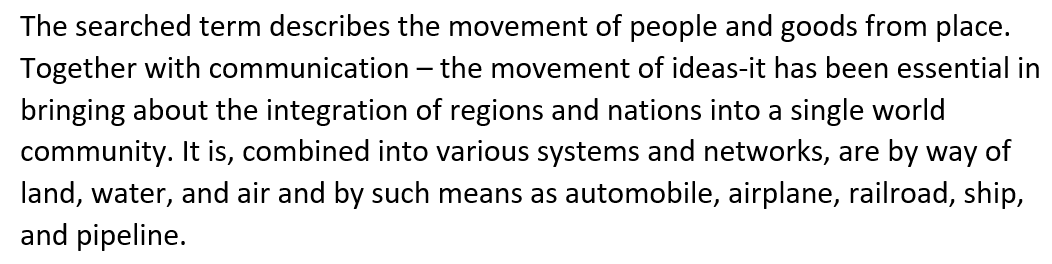 The searched term describes the movement of people and goods from place.
Together with communication – the movement of ideas-it has been essential in
bringing about the integration of regions and nations into a single world
community. It is, combined into various systems and networks, are by way of
land, water, and air and by such means as automobile, airplane, railroad, ship,
and pipeline.